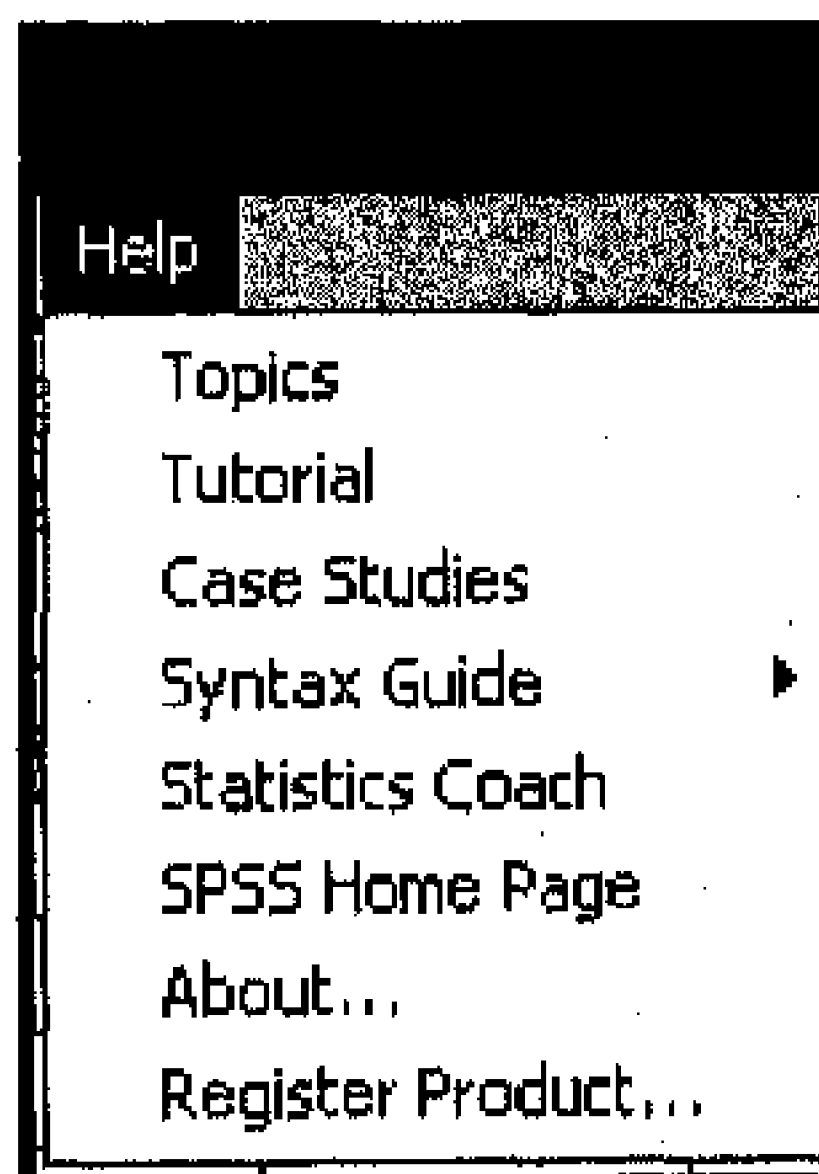 Help
Topics
Tutorial
Case Studies
Syntax Guide
Statistics Coach
SPSS Home Page
About...
Register Product...